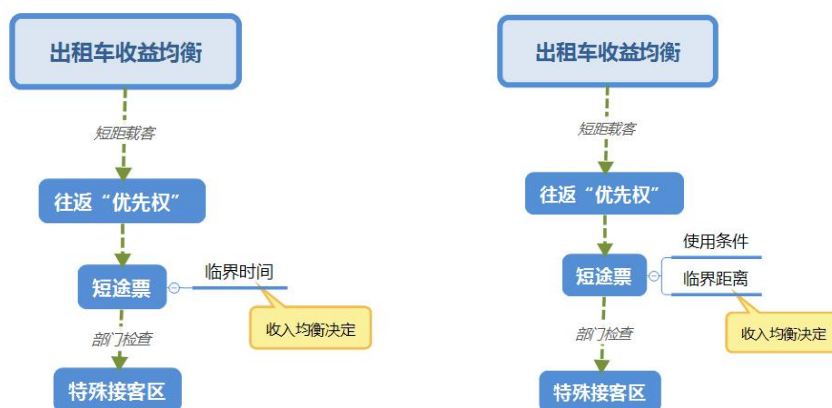 出租车收益均衡
短距载客
往返“优先权”
短途票
临界时间
收入均衡决定
部门检查
特殊接客区
出租车收益均衡
短距载客
往返“优先权”
使用条件
短途票
临界距离
收入均衡决定
部门检查
特殊接客区